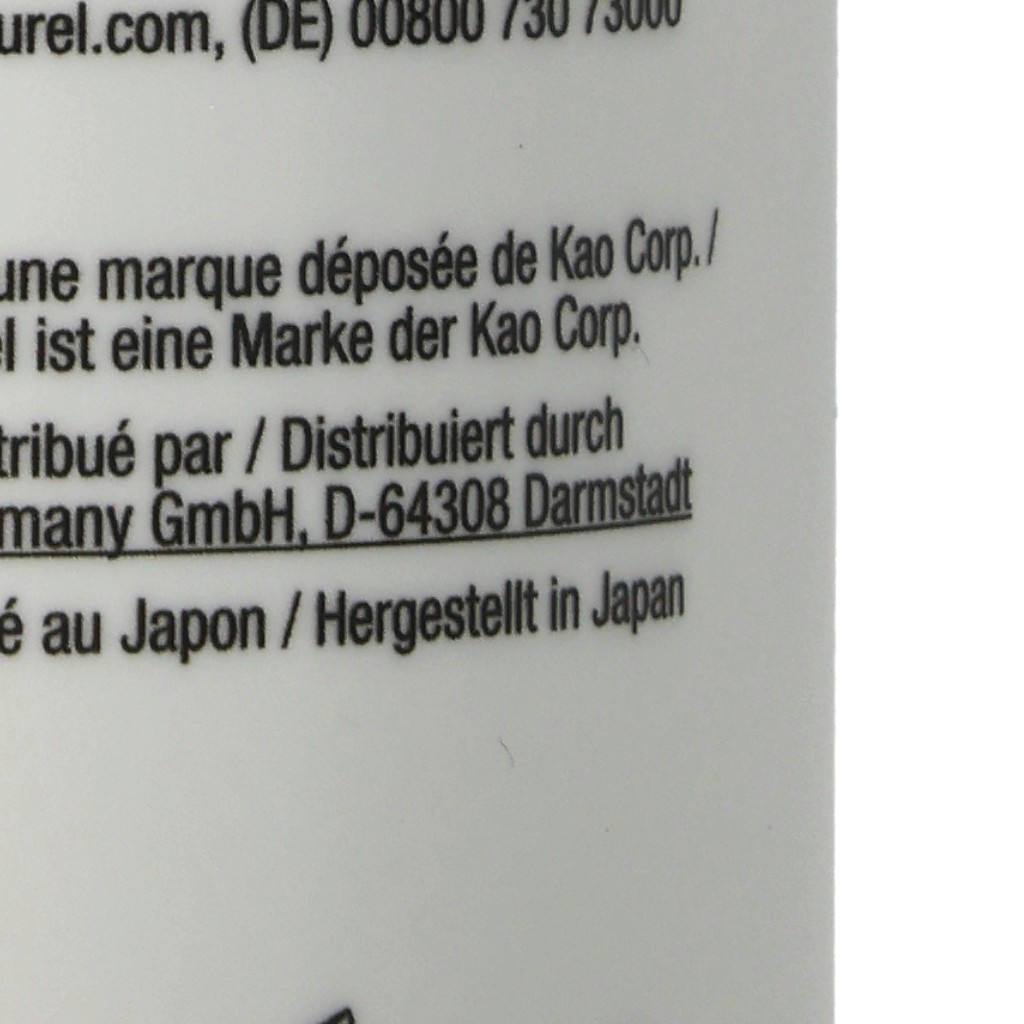 urel.com, (DE) 00800 730 73000
une marque déposée de Kao Corp. /
el ist eine Marke der Kao Corp.
tribué par / Distribuiert durch
many GmbH, D-64308 Darmstadt
é au Japon / Hergestellt in Japan